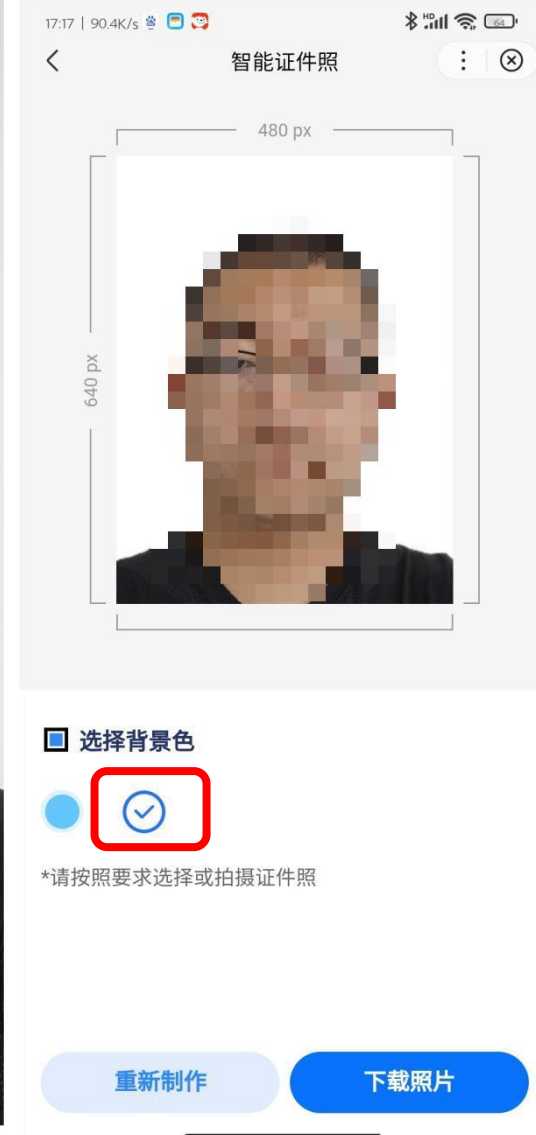 17:17 | 90.4K/s HD 64
智能证件照
480 px
640 px
选择背景色
*请按照要求选择或拍摄证件照
重新制作 下载照片